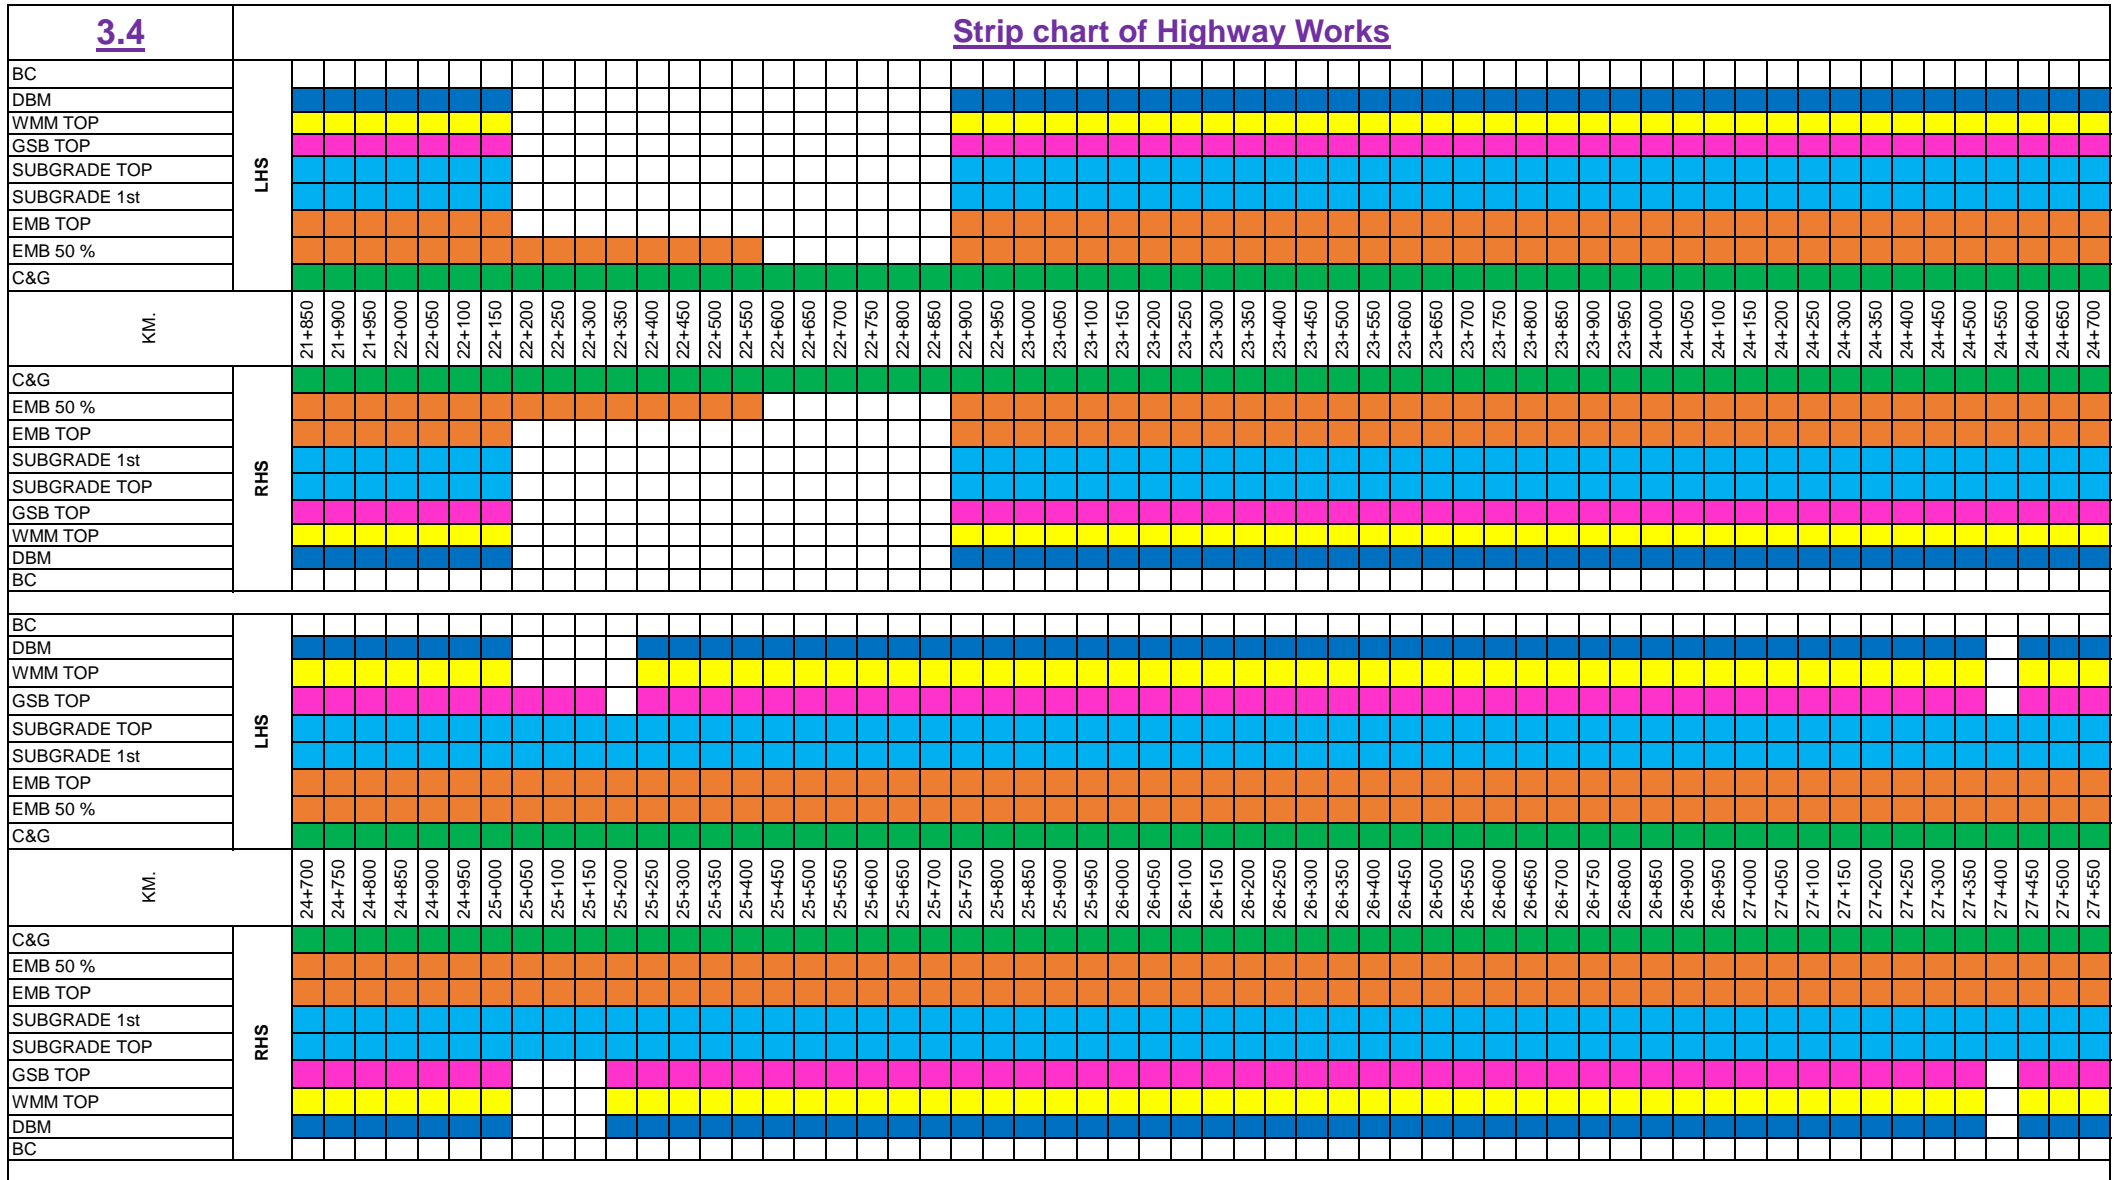 3.4 Strip chart of Highway Works
BC
DBM
WMM TOP
GSB TOP
SUBGRADE TOP
SUBGRADE 1st
EMB TOP
EMB 50 %
C&G
LHS
KM. 21+850 21+900 21+950 22+000 22+050 22+100 22+150 22+200 22+250 22+300 22+350 22+400 22+450 22+500 22+550 22+600 22+650 22+700 22+750 22+800 22+850 22+900 22+950 23+000 23+050 23+100 23+150 23+200 23+250 23+300 23+350 23+400 23+450 23+500 23+550 23+600 23+650 23+700 23+750 23+800 23+850 23+900 23+950 24+000 24+050 24+100 24+150 24+200 24+250 24+300 24+350 24+400 24+450 24+500 24+550 24+600 24+650 24+700
C&G
EMB 50 %
EMB TOP
SUBGRADE 1st
SUBGRADE TOP
GSB TOP
WMM TOP
DBM
BC
RHS
BC
DBM
WMM TOP
GSB TOP
SUBGRADE TOP
SUBGRADE 1st
EMB TOP
EMB 50 %
C&G
LHS
KM. 24+700 24+750 24+800 24+850 24+900 24+950 25+000 25+050 25+100 25+150 25+200 25+250 25+300 25+350 25+400 25+450 25+500 25+550 25+600 25+650 25+700 25+750 25+800 25+850 25+900 25+950 26+000 26+050 26+100 26+150 26+200 26+250 26+300 26+350 26+400 26+450 26+500 26+550 26+600 26+650 26+700 26+750 26+800 26+850 26+900 26+950 27+000 27+050 27+100 27+150 27+200 27+250 27+300 27+350 27+400 27+450 27+500 27+550
C&G
EMB 50 %
EMB TOP
SUBGRADE 1st
SUBGRADE TOP
GSB TOP
WMM TOP
DBM
BC
RHS